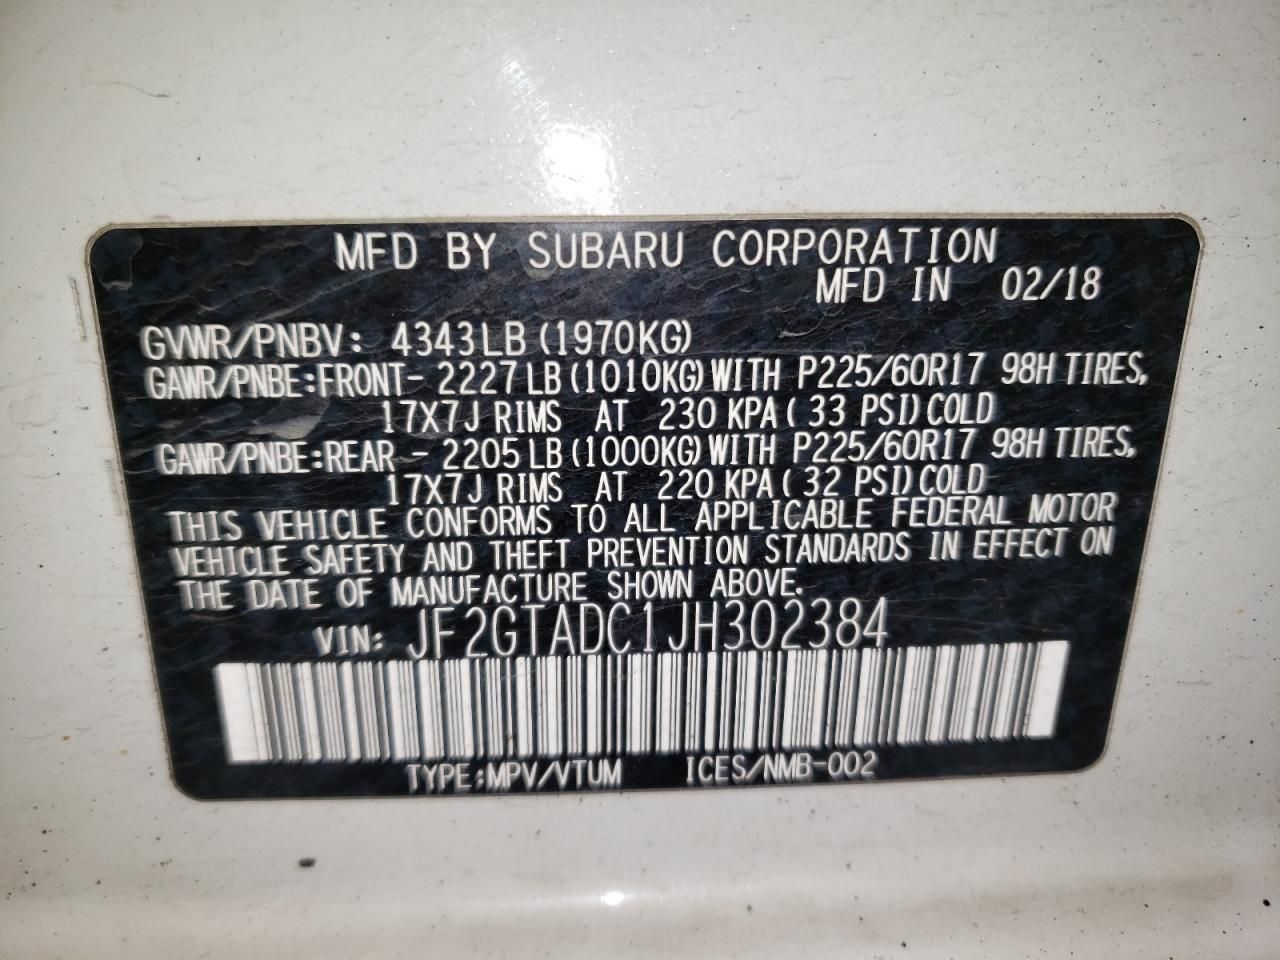 MFD BY SUBARU CORPORATION
MFD IN 02/18
GVWR/PNBV: 4343LB (1970KG)
GAWR/PNBE:FRONT- 2227LB (1010KG) WITH P225/60R17 98H TIRES,
17X7J RIMS AT 230 KPA ( 33 PSI) COLD
GAWR/PNBE:REAR - 2205LB (1000KG) WITH P225/60R17 98H TIRES,
17X7J RIMS AT 220 KPA ( 32 PSI) COLD
THIS VEHICLE CONFORMS TO ALL APPLICABLE FEDERAL MOTOR
VEHICLE SAFETY AND THEFT PREVENTION STANDARDS IN EFFECT ON
THE DATE OF MANUFACTURE SHOWN ABOVE.
VIN: JF2GTADC1JH302384
TYPE:MPV/VTUM ICES/NMB-002